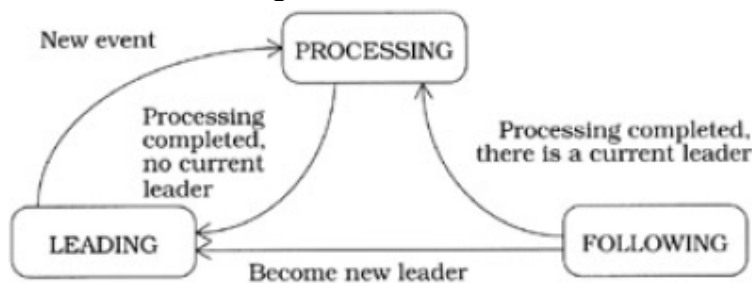 New event
PROCESSING
Processing
completed,
no current
leader
Processing completed,
there is a current leader
LEADING
FOLLOWING
Become new leader